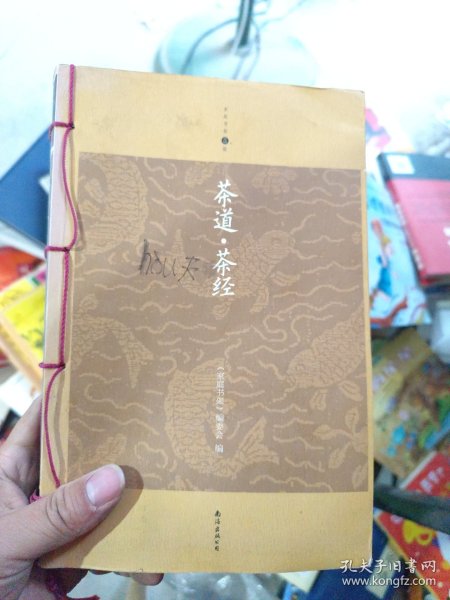 茶道·茶经
《家庭书架》编委会 编
南海出版公司
孔夫子旧书网
www.kongfz.com